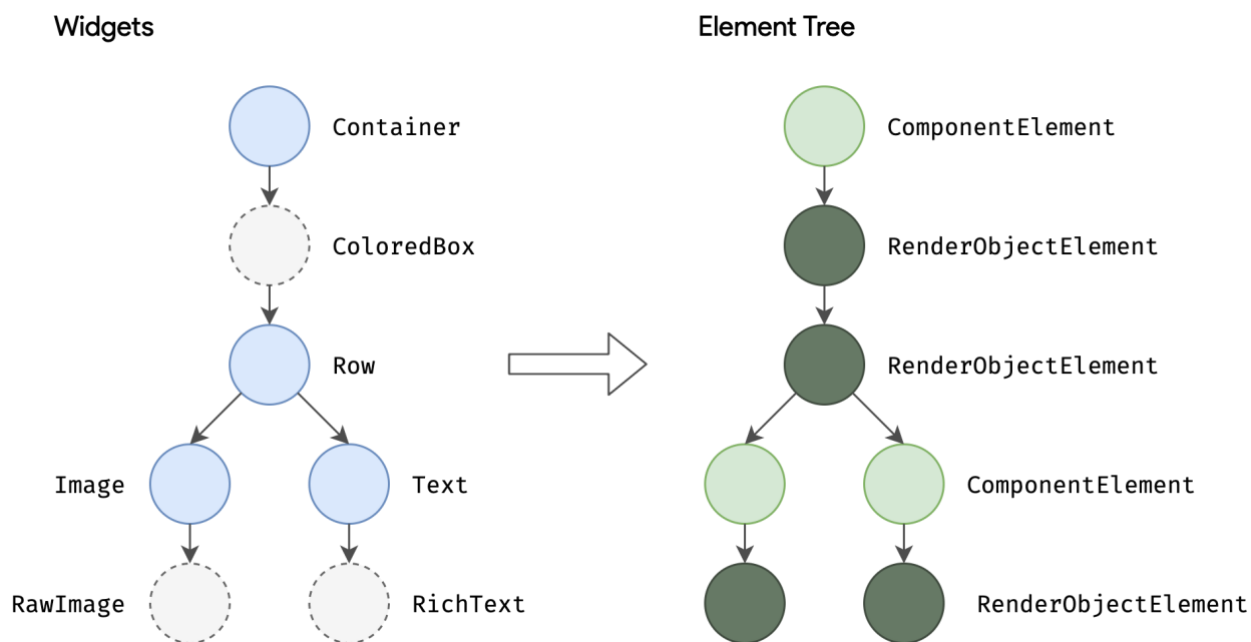 Widgets
Element Tree
Container
ComponentElement
ColoredBox
RenderObjectElement
Row
RenderObjectElement
Image
Text
ComponentElement
RawImage
RichText
RenderObjectElement